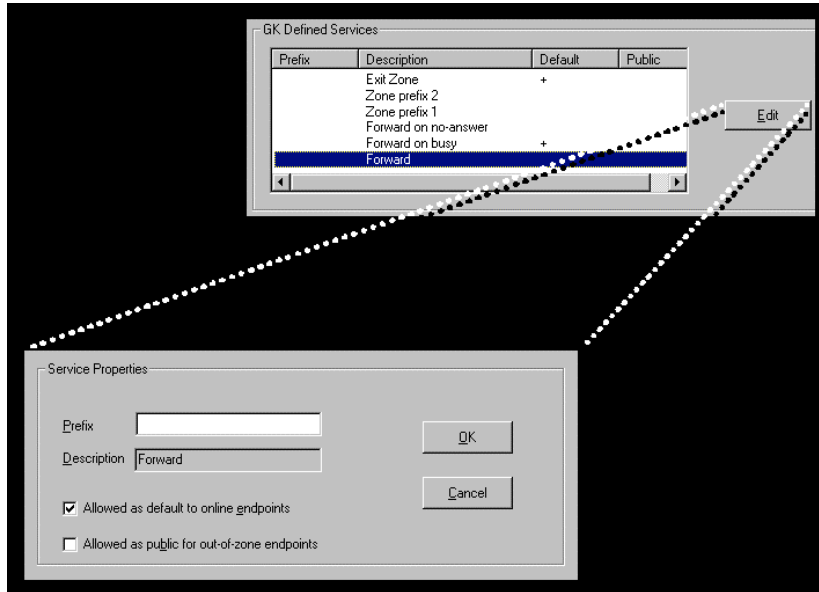 GK Defined Services
Prefix Description Default Public
Exit Zone +
Zone prefix 2
Zone prefix 1
Forward on no-answer
Forward on busy +
Forward
Edit
Service Properties
Prefix
OK
Description Forward
Cancel
Allowed as default to online endpoints
Allowed as public for out-of-zone endpoints